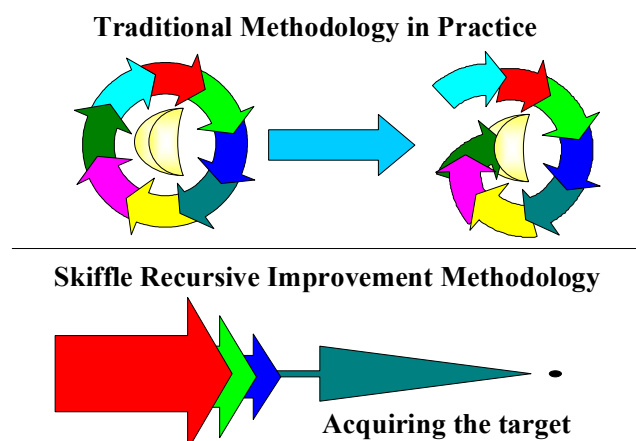 Traditional Methodology in Practice
Skiffle Recursive Improvement Methodology
Acquiring the target